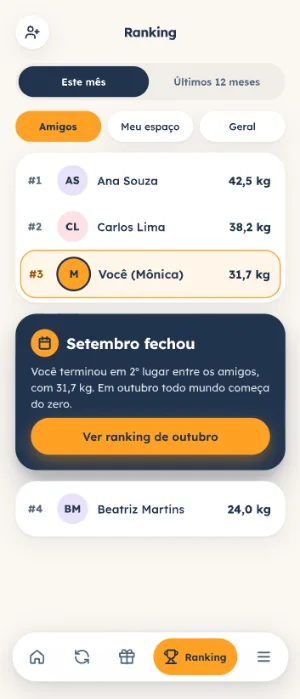 Ranking
Este mês
Últimos 12 meses
Amigos
Meu espaço
Geral
#1 AS Ana Souza 42,5 kg
#2 CL Carlos Lima 38,2 kg
#3 M Você (Mônica) 31,7 kg
Setembro fechou
Você terminou em 2º lugar entre os amigos,
com 31,7 kg. Em outubro todo mundo começa
do zero.
Ver ranking de outubro
#4 BM Beatriz Martins 24,0 kg
Ranking